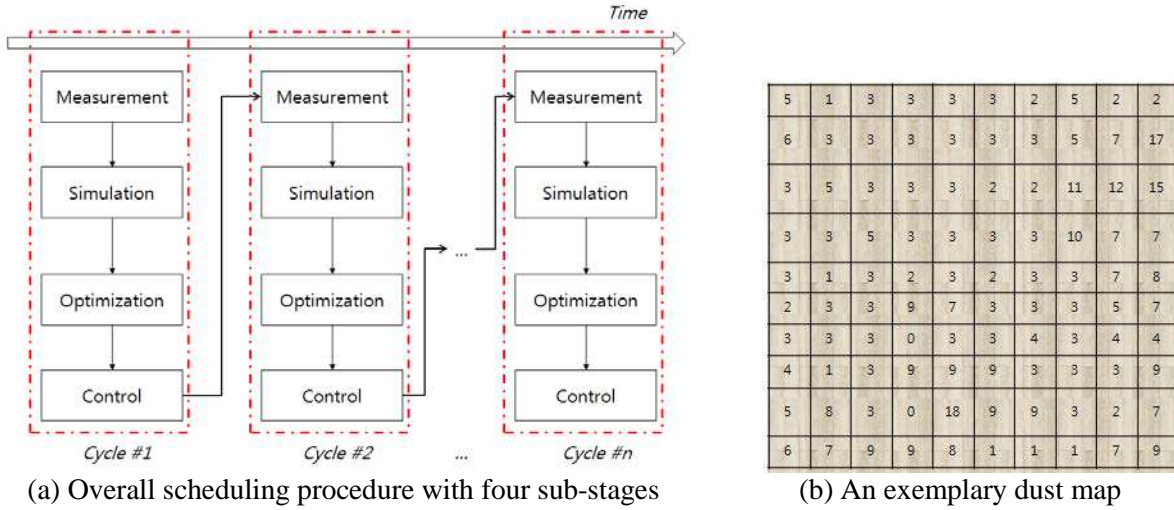 Time
Measurement Measurement Measurement
Simulation Simulation Simulation
...
Optimization Optimization Optimization
Control Control Control
Cycle #1 Cycle #2 ... Cycle #n
(a) Overall scheduling procedure with four sub-stages
5 1 3 3 3 3 2 5 2 2
6 3 3 3 3 3 3 5 7 17
3 5 3 3 3 2 2 11 12 15
3 3 5 3 3 3 3 10 7 7
3 1 3 2 3 2 3 3 7 8
2 3 3 9 7 3 3 3 5 7
3 3 3 0 3 3 4 3 4 4
4 1 3 9 9 9 3 3 3 9
5 8 3 0 18 9 9 3 2 7
6 7 9 9 8 1 1 1 7 9
(b) An exemplary dust map